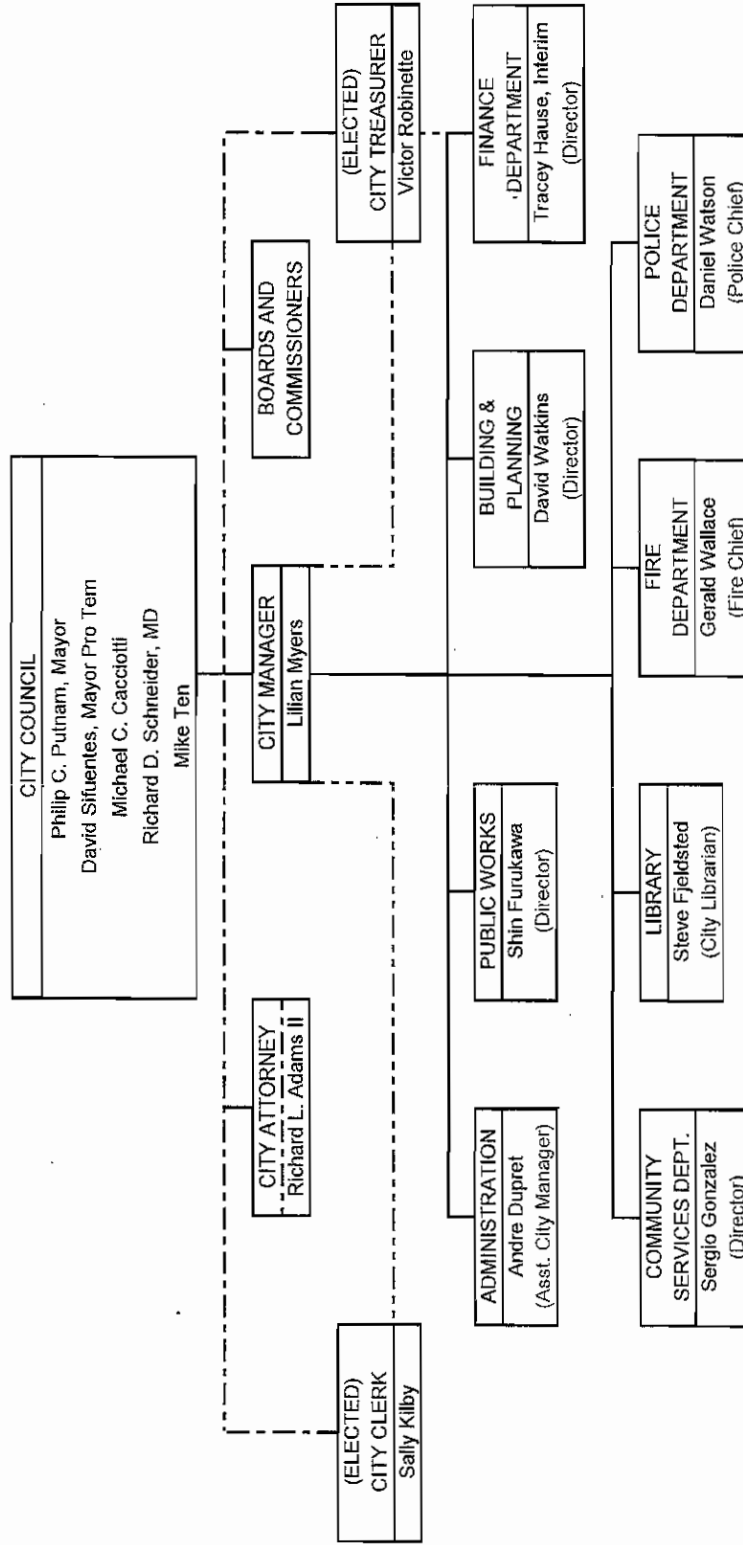 CITY COUNCIL
Philip C. Putnam, Mayor
David Sifuentes, Mayor Pro Tem
Michael C. Cacciotti
Richard D. Schneider, MD
Mike Ten
CITY ATTORNEY
Richard L. Adams II
CITY MANAGER
Lilian Myers
BOARDS AND
COMMISSIONERS
(ELECTED)
CITY CLERK
Sally Kilby
(ELECTED)
CITY TREASURER
Victor Robinette
ADMINISTRATION
Andre Dupret
(Asst. City Manager)
PUBLIC WORKS
Shin Furukawa
(Director)
BUILDING &
PLANNING
David Watkins
(Director)
FINANCE
DEPARTMENT
Tracey Hause, Interim
(Director)
COMMUNITY
SERVICES DEPT.
Sergio Gonzalez
(Director)
LIBRARY
Steve Fjeldsted
(City Librarian)
FIRE
DEPARTMENT
Gerald Wallace
(Fire Chief)
POLICE
DEPARTMENT
Daniel Watson
(Police Chief)